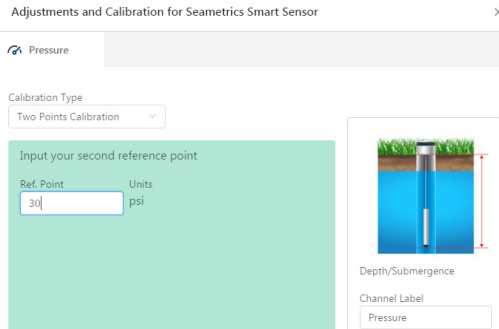 Adjustments and Calibration for Seametrics Smart Sensor
Pressure
Calibration Type
Two Points Calibration
Input your second reference point
Ref. Point Units
30 psi
Depth/Submergence
Channel Label
Pressure